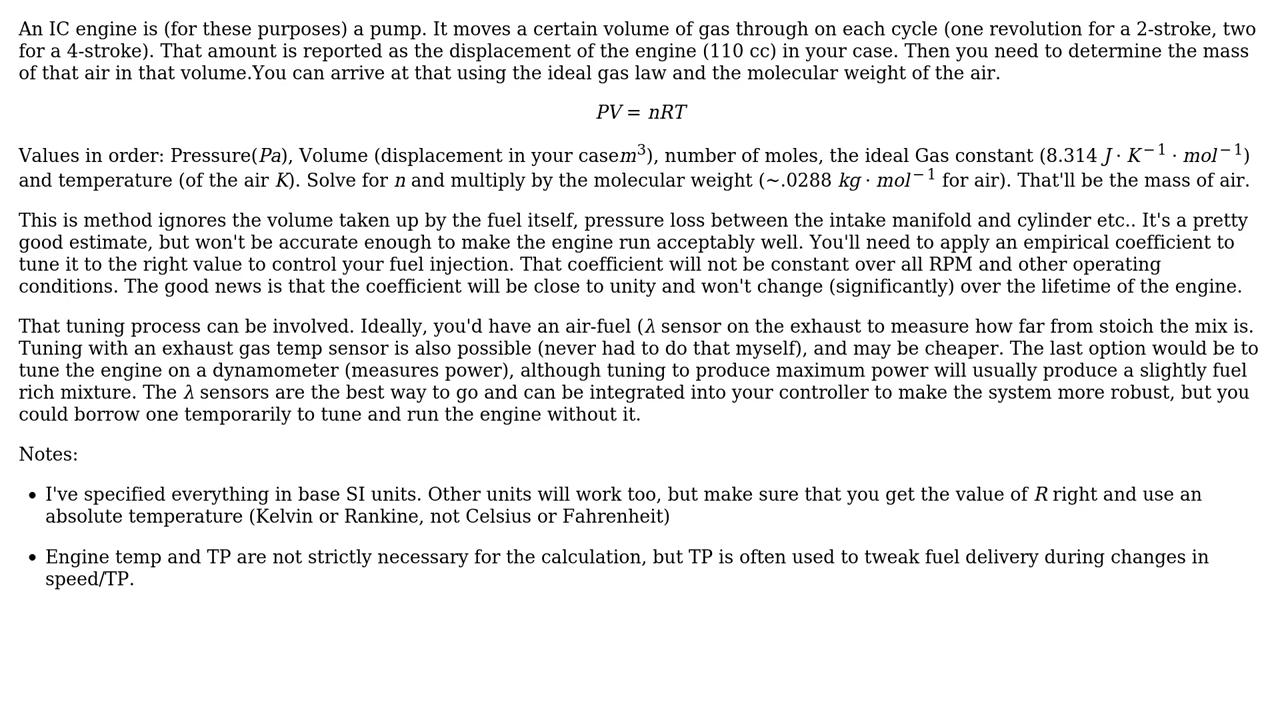 An IC engine is (for these purposes) a pump. It moves a certain volume of gas through on each cycle (one revolution for a 2-stroke, two
for a 4-stroke). That amount is reported as the displacement of the engine (110 cc) in your case. Then you need to determine the mass
of that air in that volume.You can arrive at that using the ideal gas law and the molecular weight of the air.
PV = nRT
Values in order: Pressure(Pa), Volume (displacement in your casem³), number of moles, the ideal Gas constant (8.314 J · K⁻¹ · mol⁻¹)
and temperature (of the air K). Solve for n and multiply by the molecular weight (~.0288 kg · mol⁻¹ for air). That'll be the mass of air.
This is method ignores the volume taken up by the fuel itself, pressure loss between the intake manifold and cylinder etc.. It's a pretty
good estimate, but won't be accurate enough to make the engine run acceptably well. You'll need to apply an empirical coefficient to
tune it to the right value to control your fuel injection. That coefficient will not be constant over all RPM and other operating
conditions. The good news is that the coefficient will be close to unity and won't change (significantly) over the lifetime of the engine.
That tuning process can be involved. Ideally, you'd have an air-fuel (λ sensor on the exhaust to measure how far from stoich the mix is.
Tuning with an exhaust gas temp sensor is also possible (never had to do that myself), and may be cheaper. The last option would be to
tune the engine on a dynamometer (measures power), although tuning to produce maximum power will usually produce a slightly fuel
rich mixture. The λ sensors are the best way to go and can be integrated into your controller to make the system more robust, but you
could borrow one temporarily to tune and run the engine without it.
Notes:
• I've specified everything in base SI units. Other units will work too, but make sure that you get the value of R right and use an
absolute temperature (Kelvin or Rankine, not Celsius or Fahrenheit)
• Engine temp and TP are not strictly necessary for the calculation, but TP is often used to tweak fuel delivery during changes in
speed/TP.